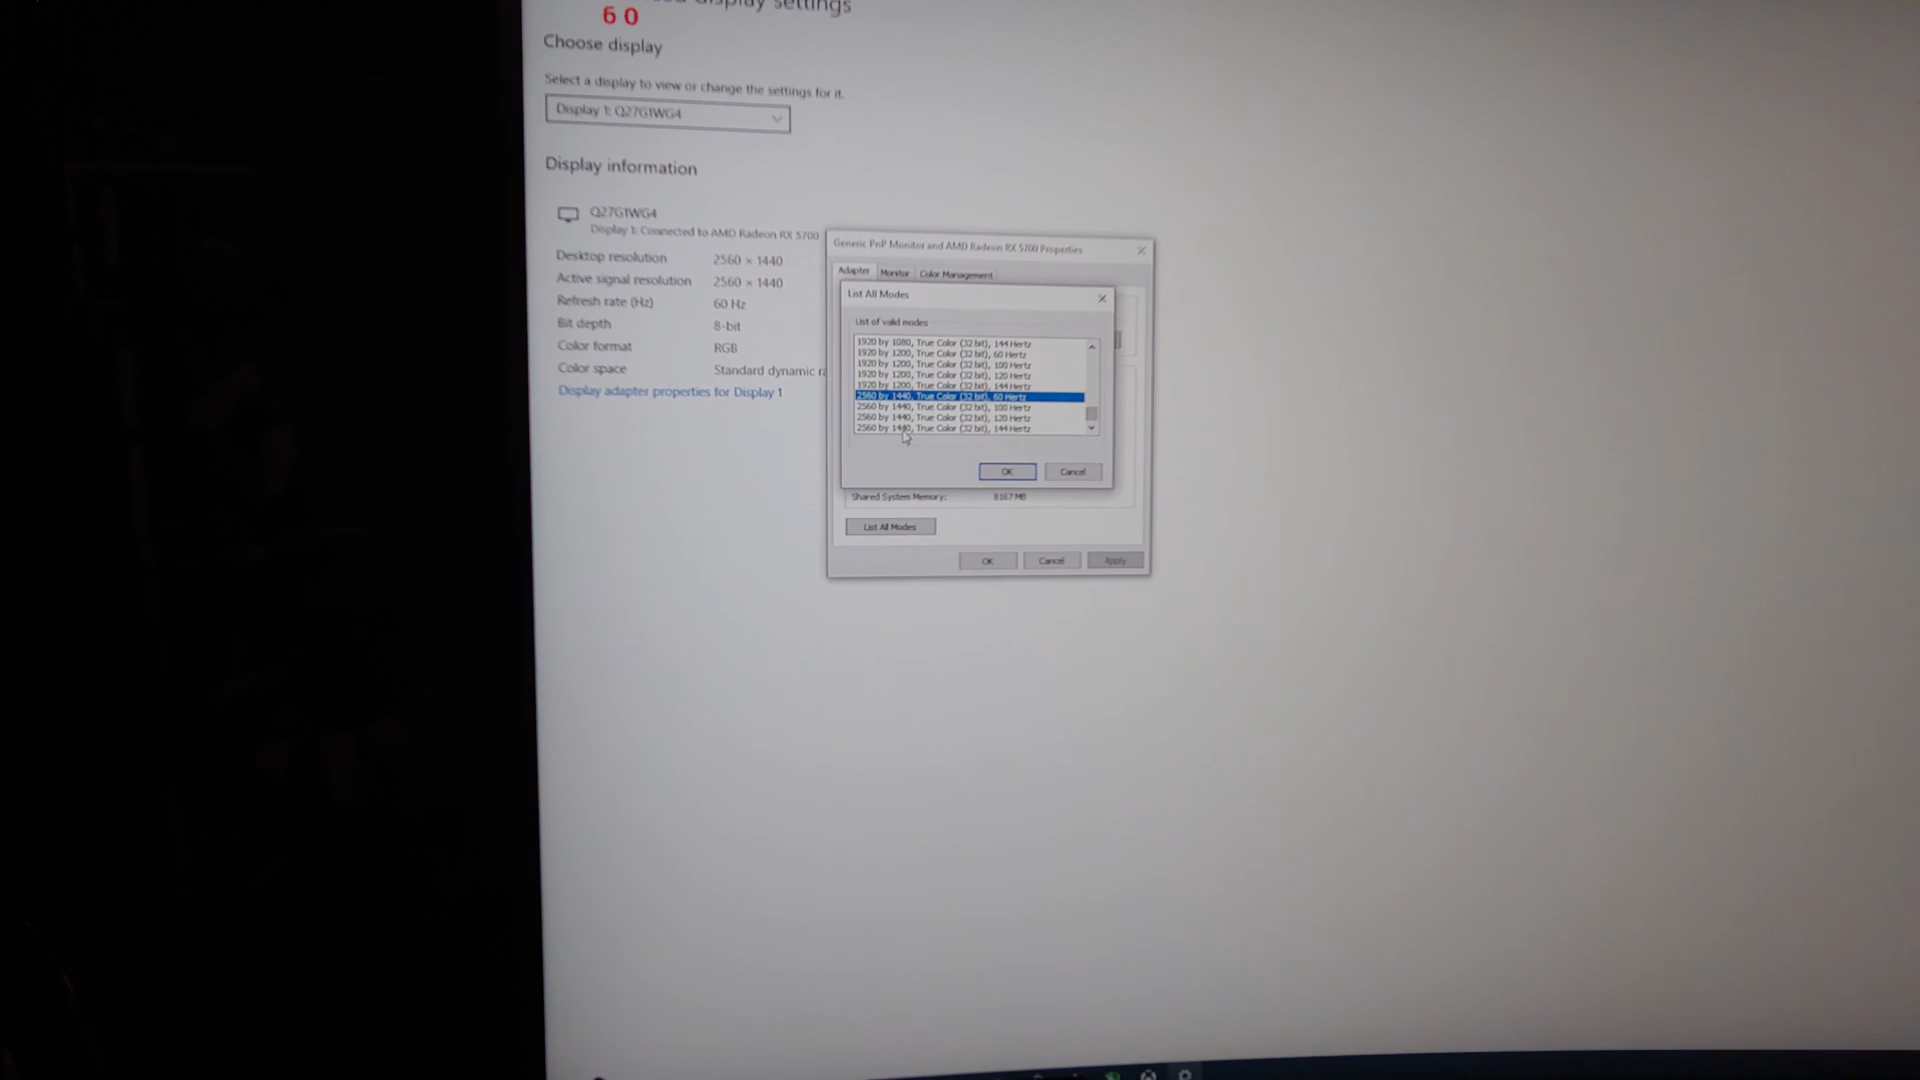 60
display settings
Choose display
Select a display to view or change the settings for it.
Display 1: Q27G1WG4
Display information
Q27G1WG4
Display 1: Connected to AMD Radeon RX 5700
Desktop resolution 2560 × 1440
Active signal resolution 2560 × 1440
Refresh rate (Hz) 60 Hz
Bit depth 8-bit
Color format RGB
Color space Standard dynamic ra
Display adapter properties for Display 1
Generic PnP Monitor and AMD Radeon RX 5700 Properties
Adapter Monitor Color Management
List All Modes
List of valid modes
1920 by 1080, True Color (32 bit), 144 Hertz
1920 by 1200, True Color (32 bit), 60 Hertz
1920 by 1200, True Color (32 bit), 100 Hertz
1920 by 1200, True Color (32 bit), 120 Hertz
1920 by 1200, True Color (32 bit), 144 Hertz
2560 by 1440, True Color (32 bit), 60 Hertz
2560 by 1440, True Color (32 bit), 100 Hertz
2560 by 1440, True Color (32 bit), 120 Hertz
2560 by 1440, True Color (32 bit), 144 Hertz
OK Cancel
Shared System Memory: 8167 MB
List All Modes
OK Cancel Apply